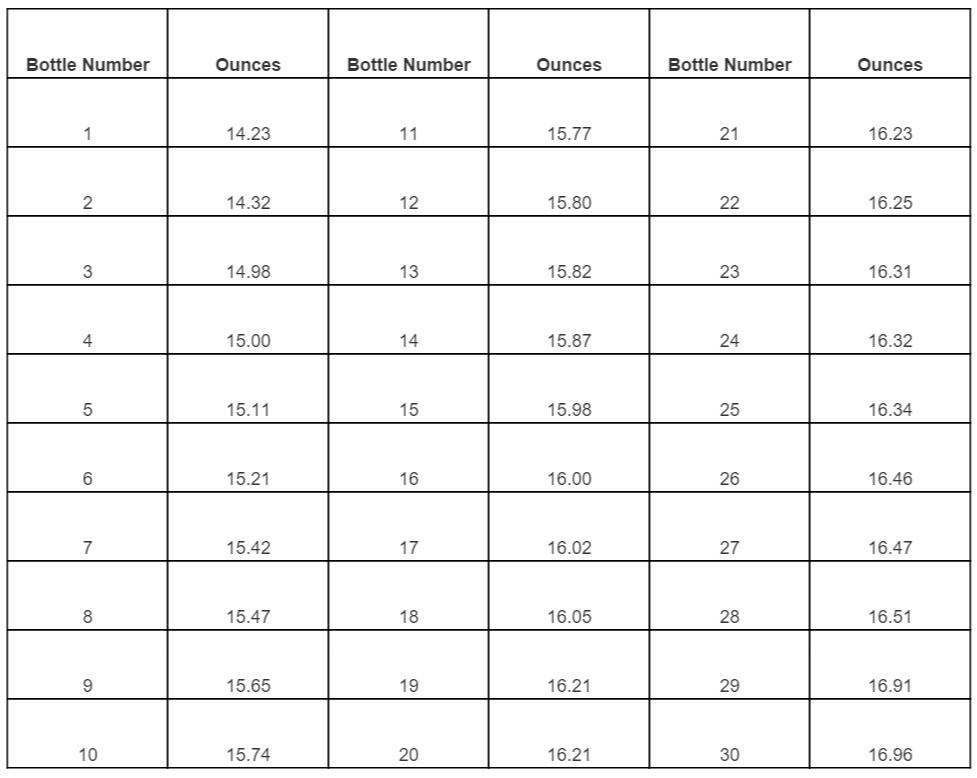 Bottle Number Ounces Bottle Number Ounces Bottle Number Ounces
1 14.23 11 15.77 21 16.23
2 14.32 12 15.80 22 16.25
3 14.98 13 15.82 23 16.31
4 15.00 14 15.87 24 16.32
5 15.11 15 15.98 25 16.34
6 15.21 16 16.00 26 16.46
7 15.42 17 16.02 27 16.47
8 15.47 18 16.05 28 16.51
9 15.65 19 16.21 29 16.91
10 15.74 20 16.21 30 16.96